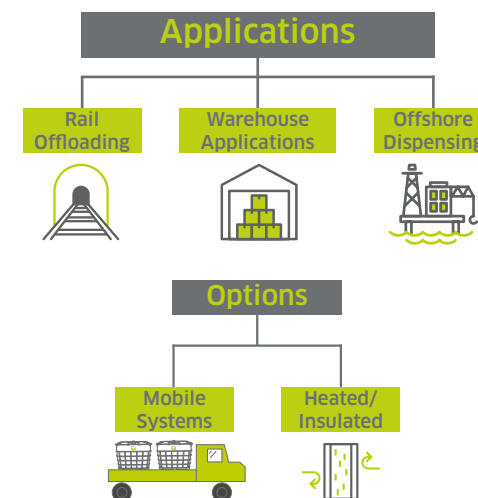 Applications
Rail
Offloading
Warehouse
Applications
Offshore
Dispensing
Options
Mobile
Systems
Heated/
Insulated